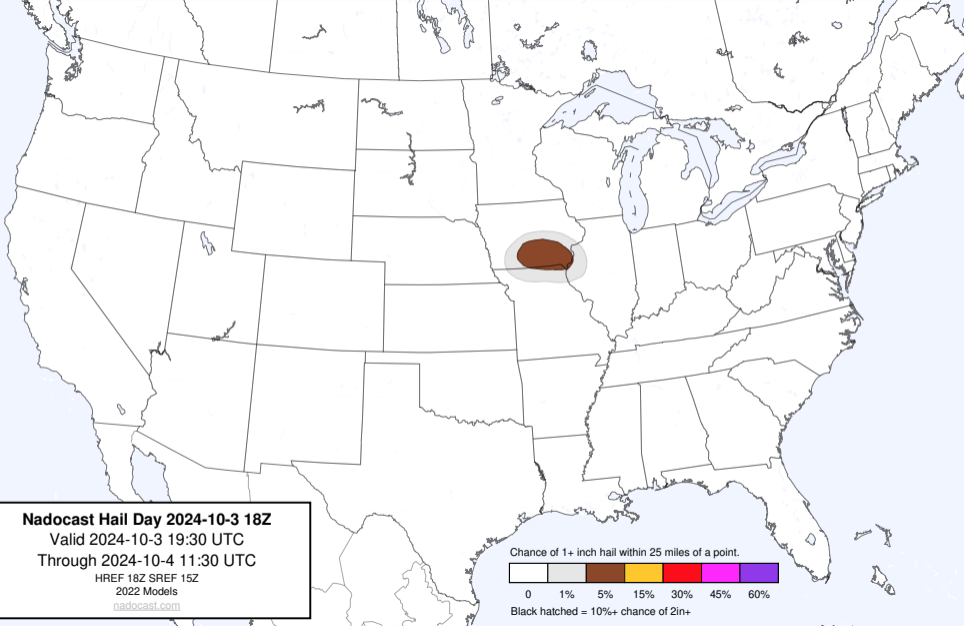 Nadocast Hail Day 2024-10-3 18Z
Valid 2024-10-3 19:30 UTC
Through 2024-10-4 11:30 UTC
HREF 18Z SREF 15Z
2022 Models
nadocast.com
Chance of 1+ inch hail within 25 miles of a point.
0 1% 5% 15% 30% 45% 60%
Black hatched = 10%+ chance of 2in+